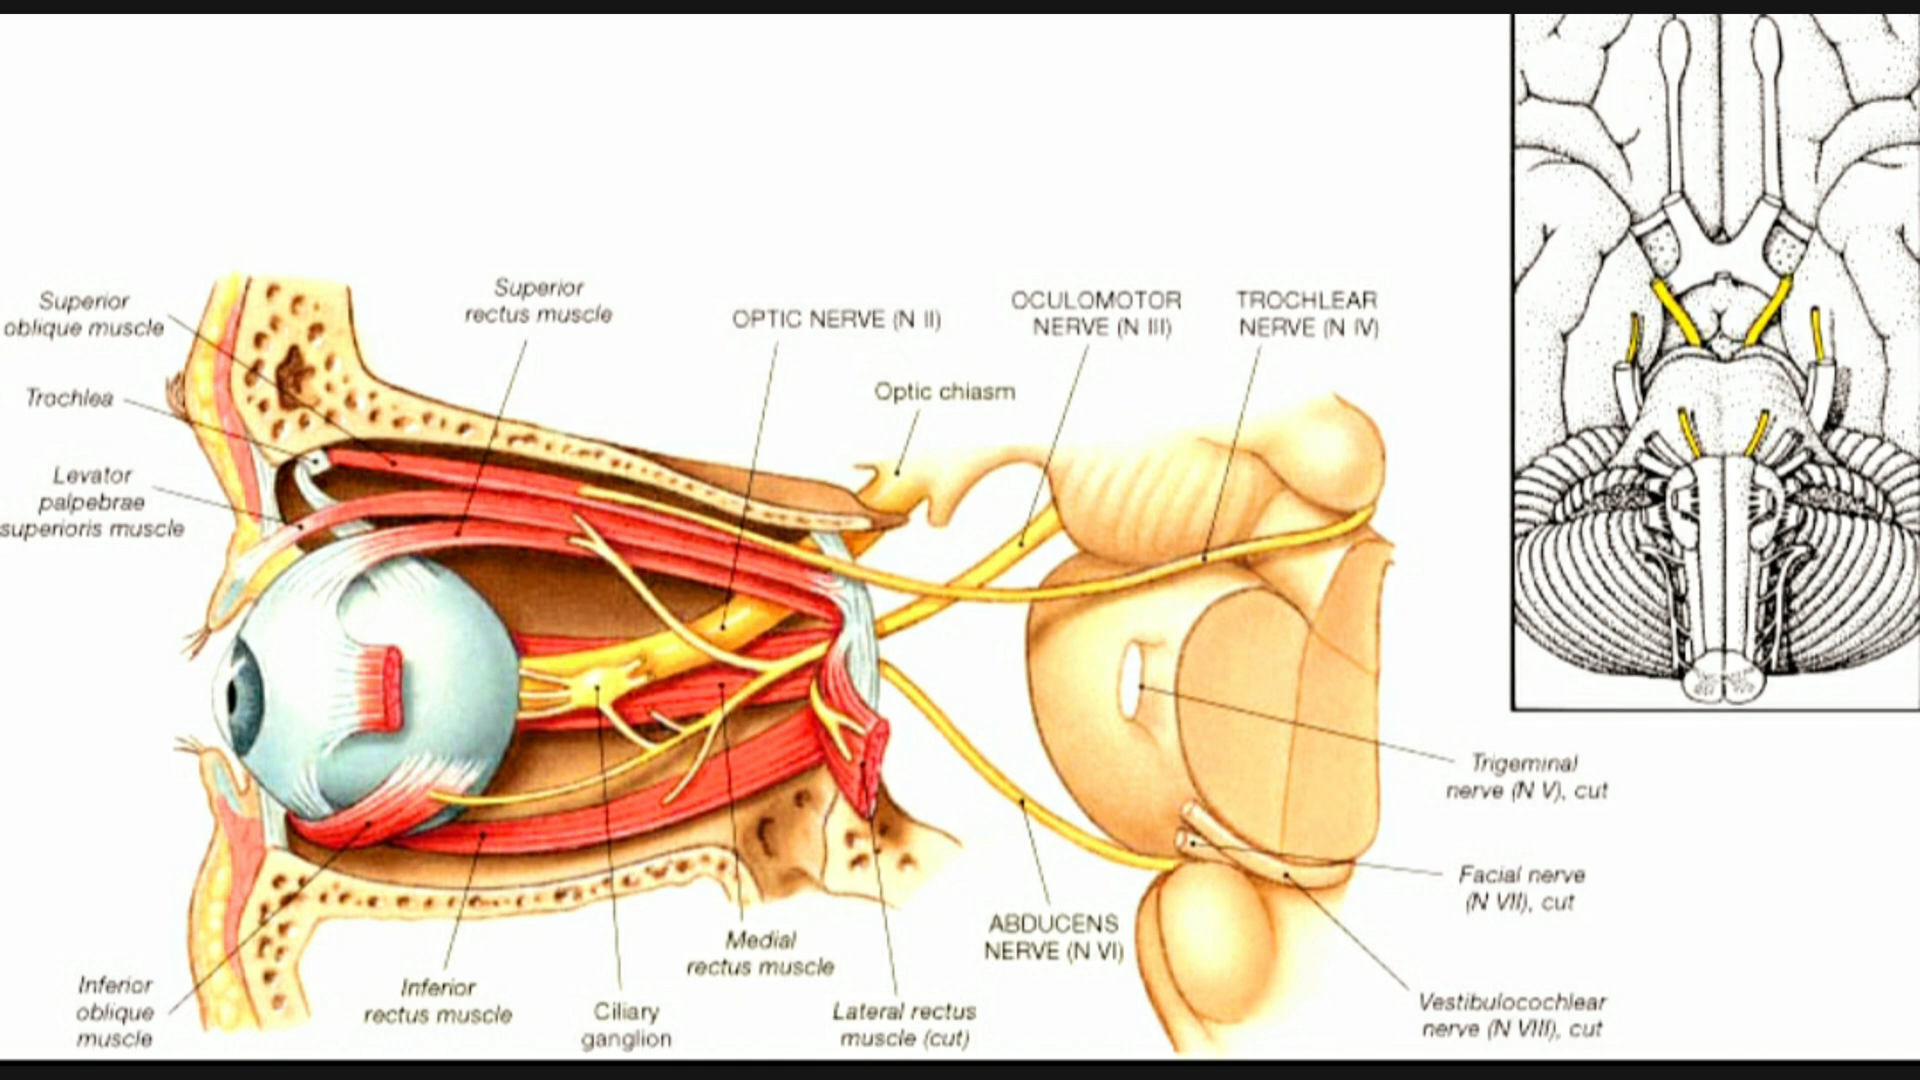 Superior
oblique muscle
Trochlea
Levator
palpebrae
superioris muscle
Superior
rectus muscle
OPTIC NERVE (N II)
Optic chiasm
OCULOMOTOR
NERVE (N III)
TROCHLEAR
NERVE (N IV)
Trigeminal
nerve (N V), cut
Facial nerve
(N VII), cut
Vestibulocochlear
nerve (N VIII), cut
ABDUCENS
NERVE (N VI)
Lateral rectus
muscle (cut)
Medial
rectus muscle
Ciliary
ganglion
Inferior
rectus muscle
Inferior
oblique
muscle